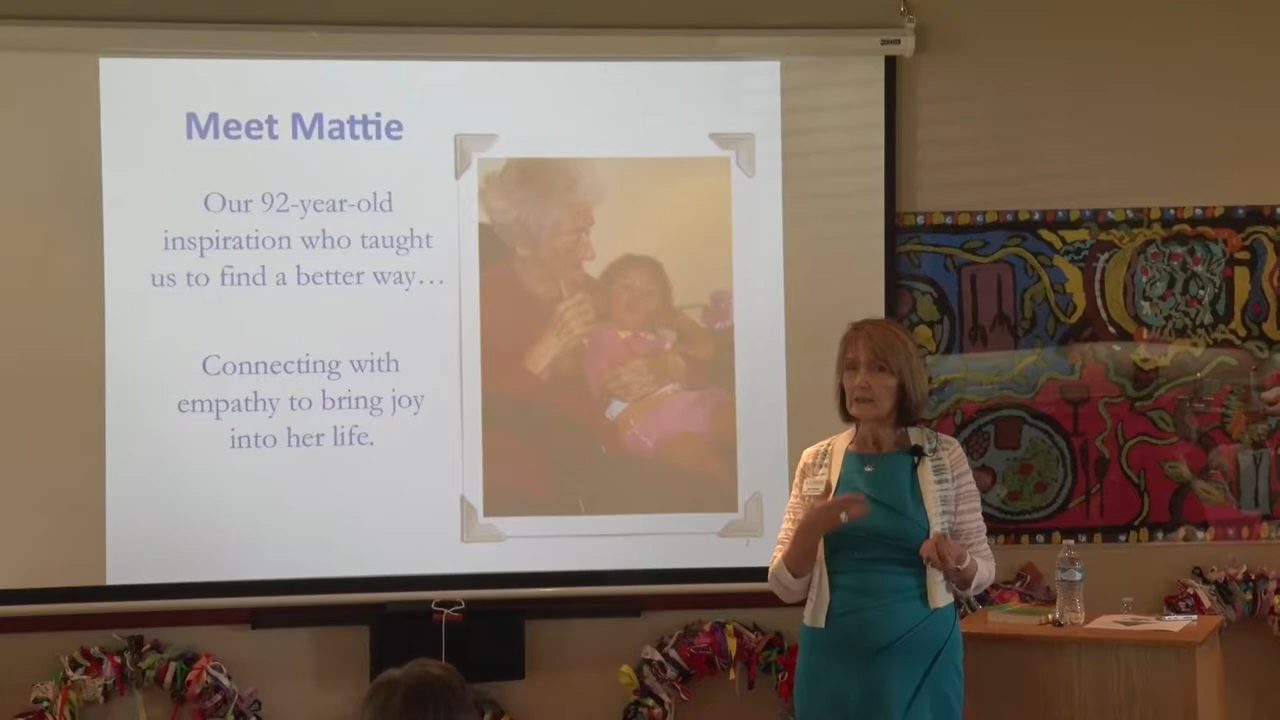 Meet Mattie
Our 92-year-old
inspiration who taught
us to find a better way…
Connecting with
empathy to bring joy
into her life.
2